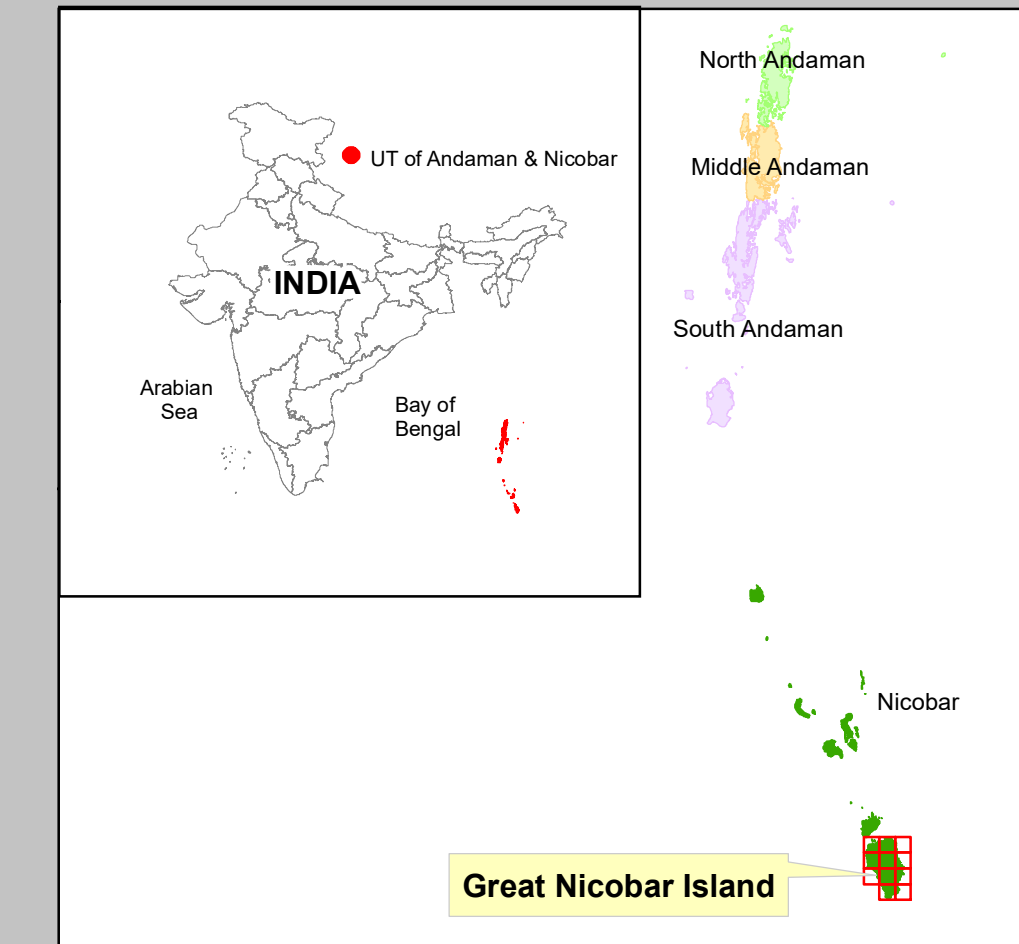 North Andaman
UT of Andaman & Nicobar
Middle Andaman
INDIA
South Andaman
Arabian
Sea
Bay of
Bengal
Nicobar
Great Nicobar Island